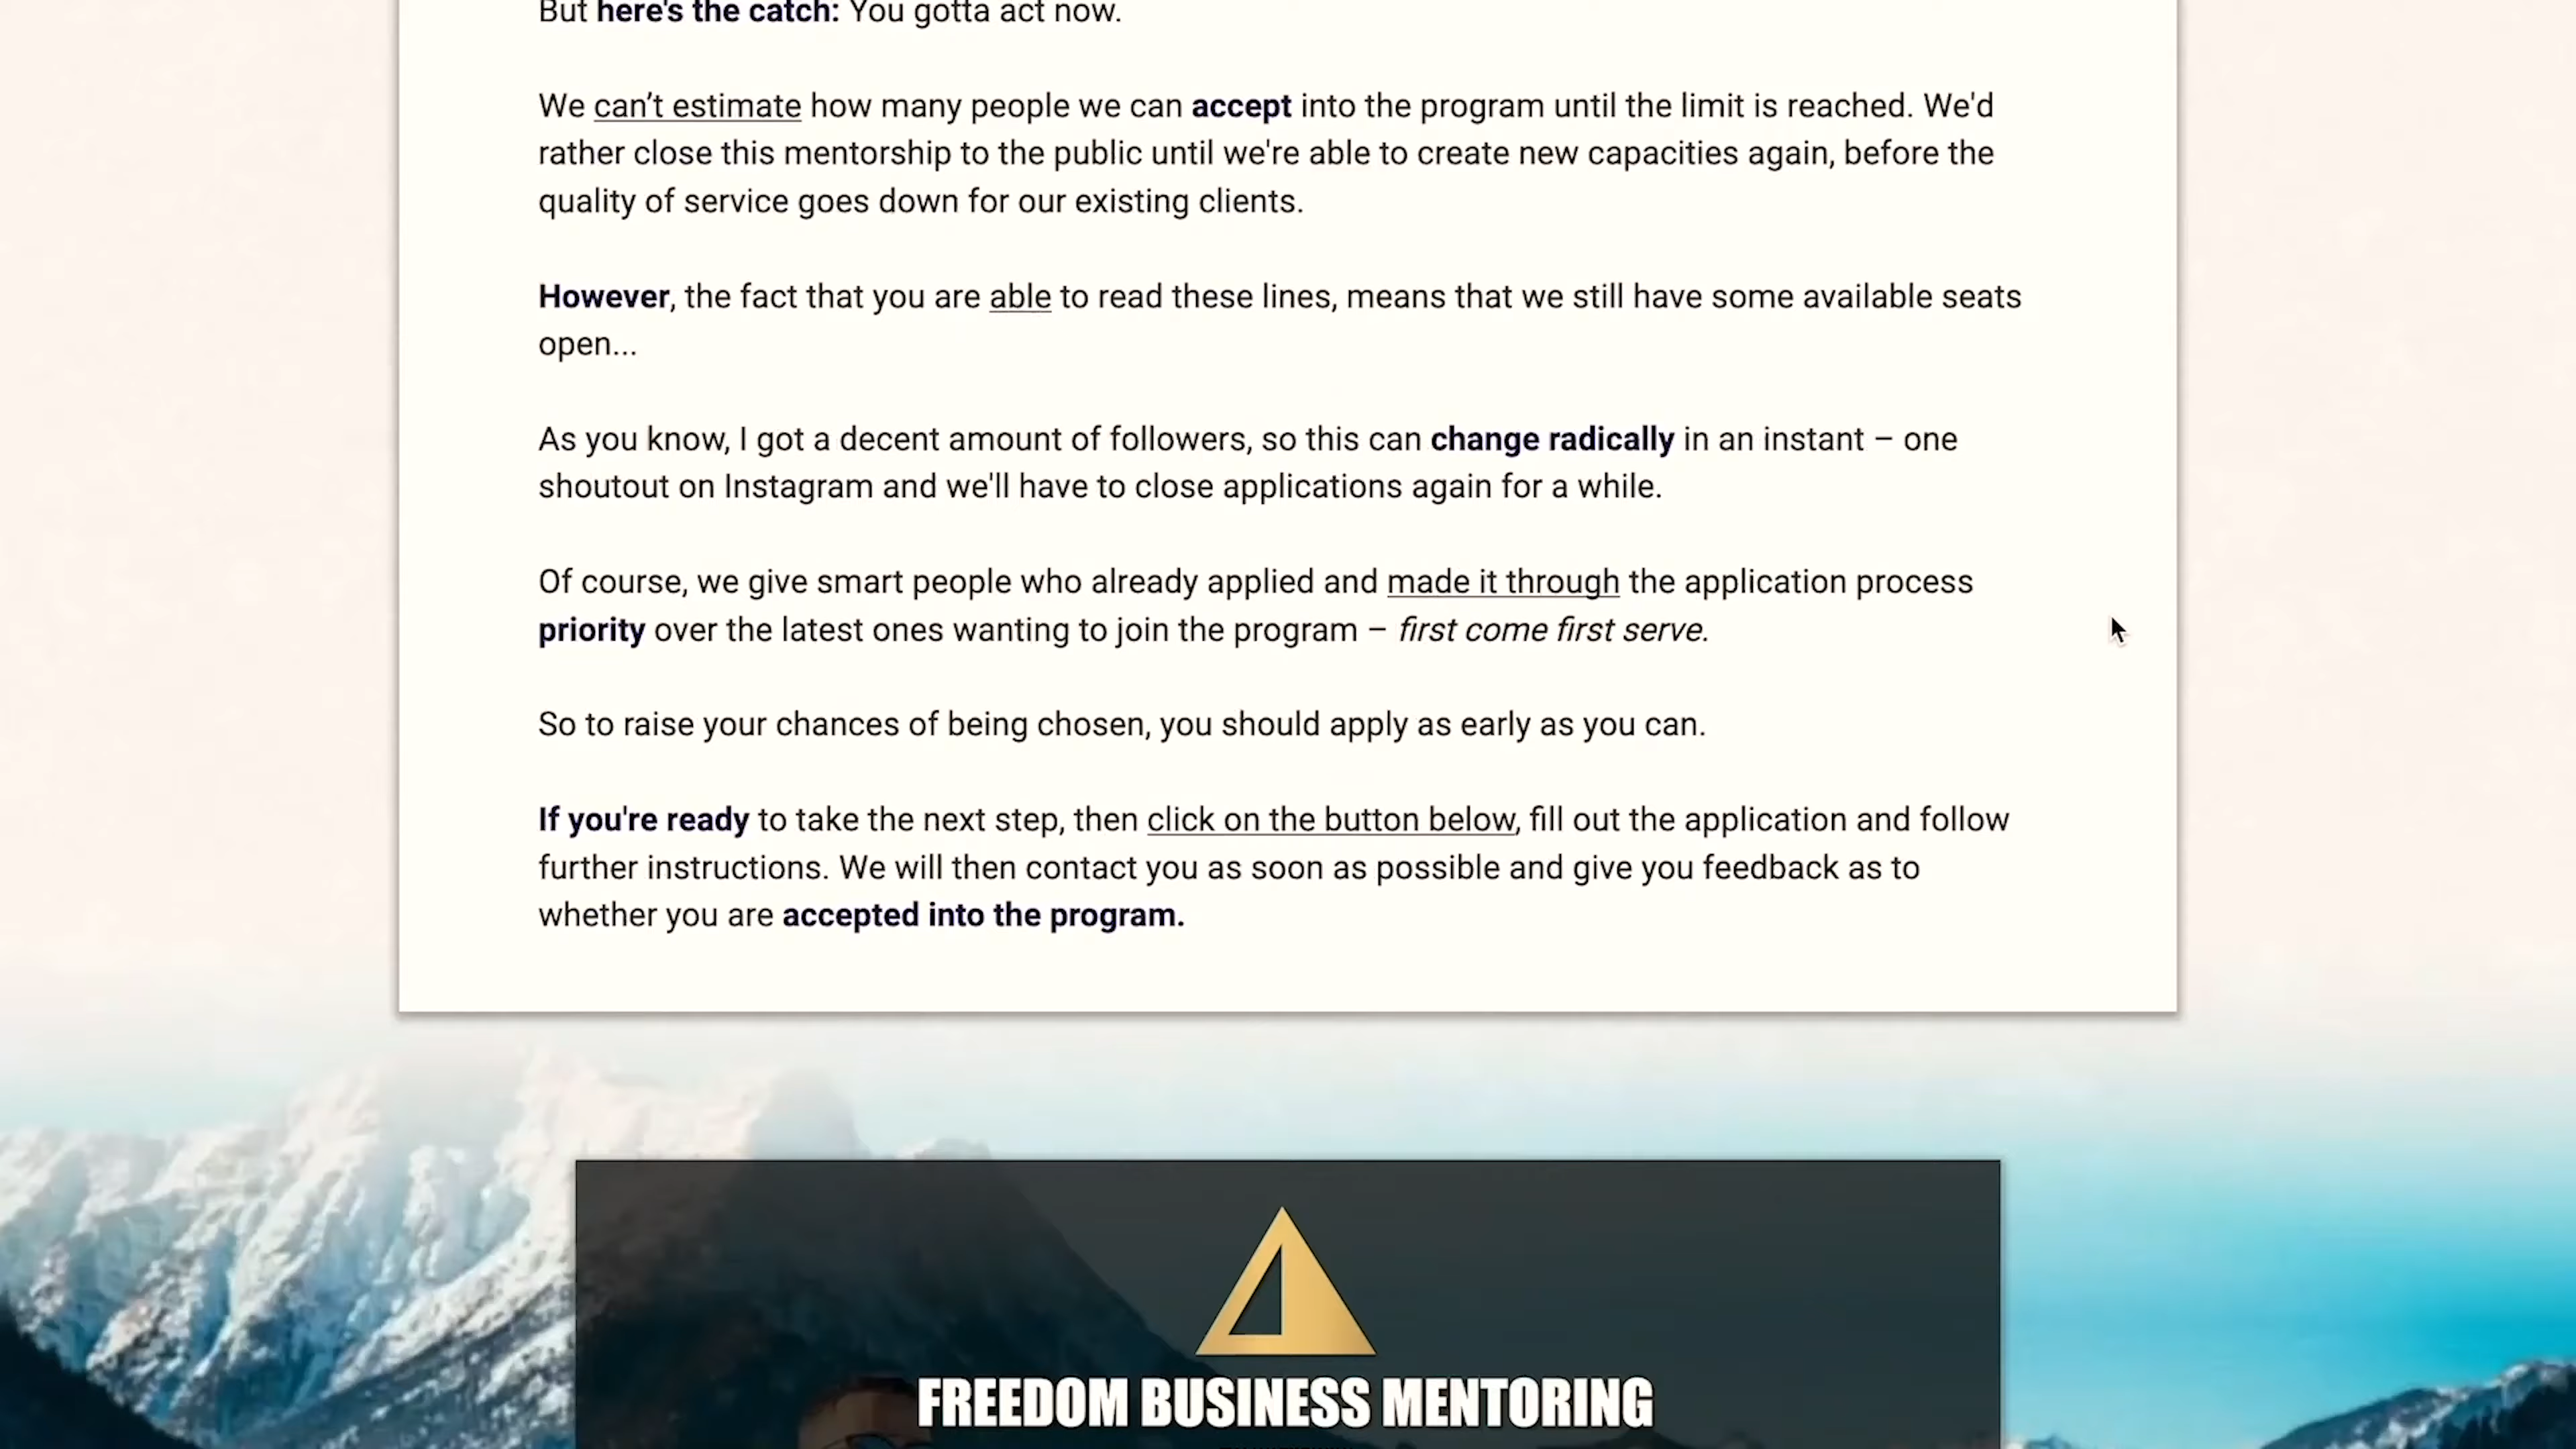 But here's the catch: You gotta act now.
We can’t estimate how many people we can accept into the program until the limit is reached. We'd
rather close this mentorship to the public until we're able to create new capacities again, before the
quality of service goes down for our existing clients.
However, the fact that you are able to read these lines, means that we still have some available seats
open...
As you know, I got a decent amount of followers, so this can change radically in an instant – one
shoutout on Instagram and we'll have to close applications again for a while.
Of course, we give smart people who already applied and made it through the application process
priority over the latest ones wanting to join the program – first come first serve.
So to raise your chances of being chosen, you should apply as early as you can.
If you're ready to take the next step, then click on the button below, fill out the application and follow
further instructions. We will then contact you as soon as possible and give you feedback as to
whether you are accepted into the program.
FREEDOM BUSINESS MENTORING